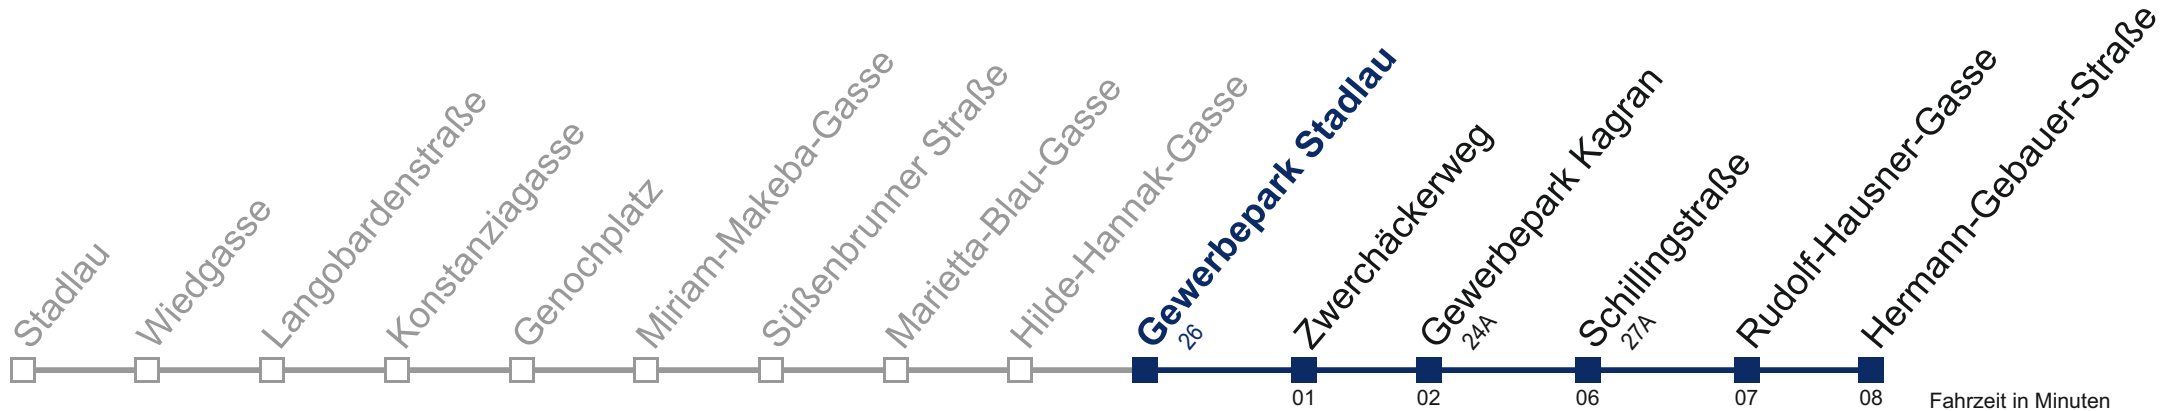 Stadlau
Wiedgasse
Langobardenstraße
Konstanziagasse
Genochplatz
Miriam-Makeba-Gasse
Süßenbrunner Straße
Marietta-Blau-Gasse
Hilde-Hannak-Gasse
Gewerbepark Stadlau
26
Zwerchäckerweg
Gewerbepark Kagran
24A
Schillingstraße
27A
Rudolf-Hausner-Gasse
Hermann-Gebauer-Straße
01 02 06 07 08 Fahrzeit in Minuten